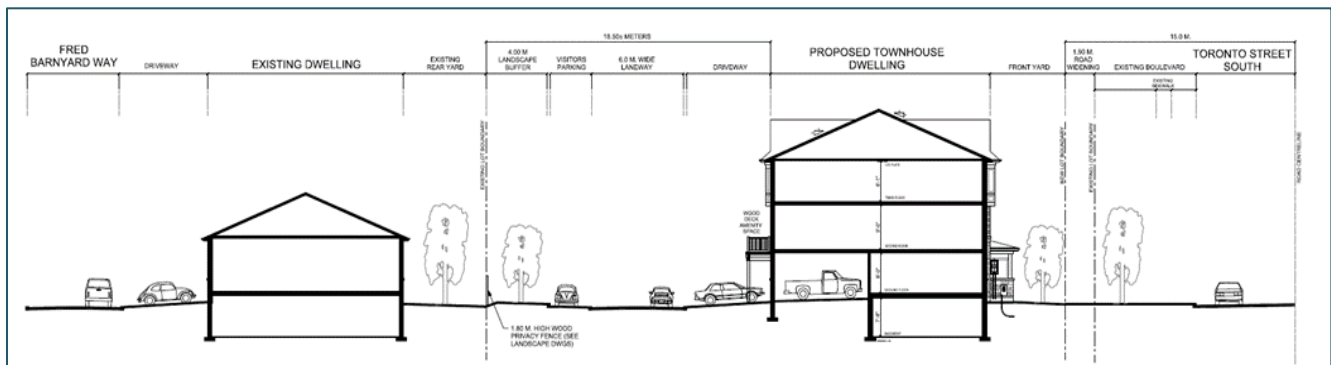 18.50± METERS
15.0 M.
FRED
BARNYARD WAY
DRIVEWAY
EXISTING DWELLING
EXISTING
REAR YARD
4.00 M
LANDSCAPE
BUFFER
VISITORS
PARKING
6.0 M. WIDE
LANEWAY
DRIVEWAY
PROPOSED TOWNHOUSE
DWELLING
FRONT YARD
1.90 M.
ROAD
WIDENING
EXISTING BOULEVARD
EXISTING
SIDEWALK
TORONTO STREET
SOUTH
EXISTING LOT BOUNDARY
NEW LOT BOUNDARY
EXISTING LOT BOUNDARY
ROAD CENTRELINE
WOOD
DECK
AMENITY
SPACE
1.80 M. HIGH WOOD
PRIVACY FENCE (SEE
LANDSCAPE DWGS)